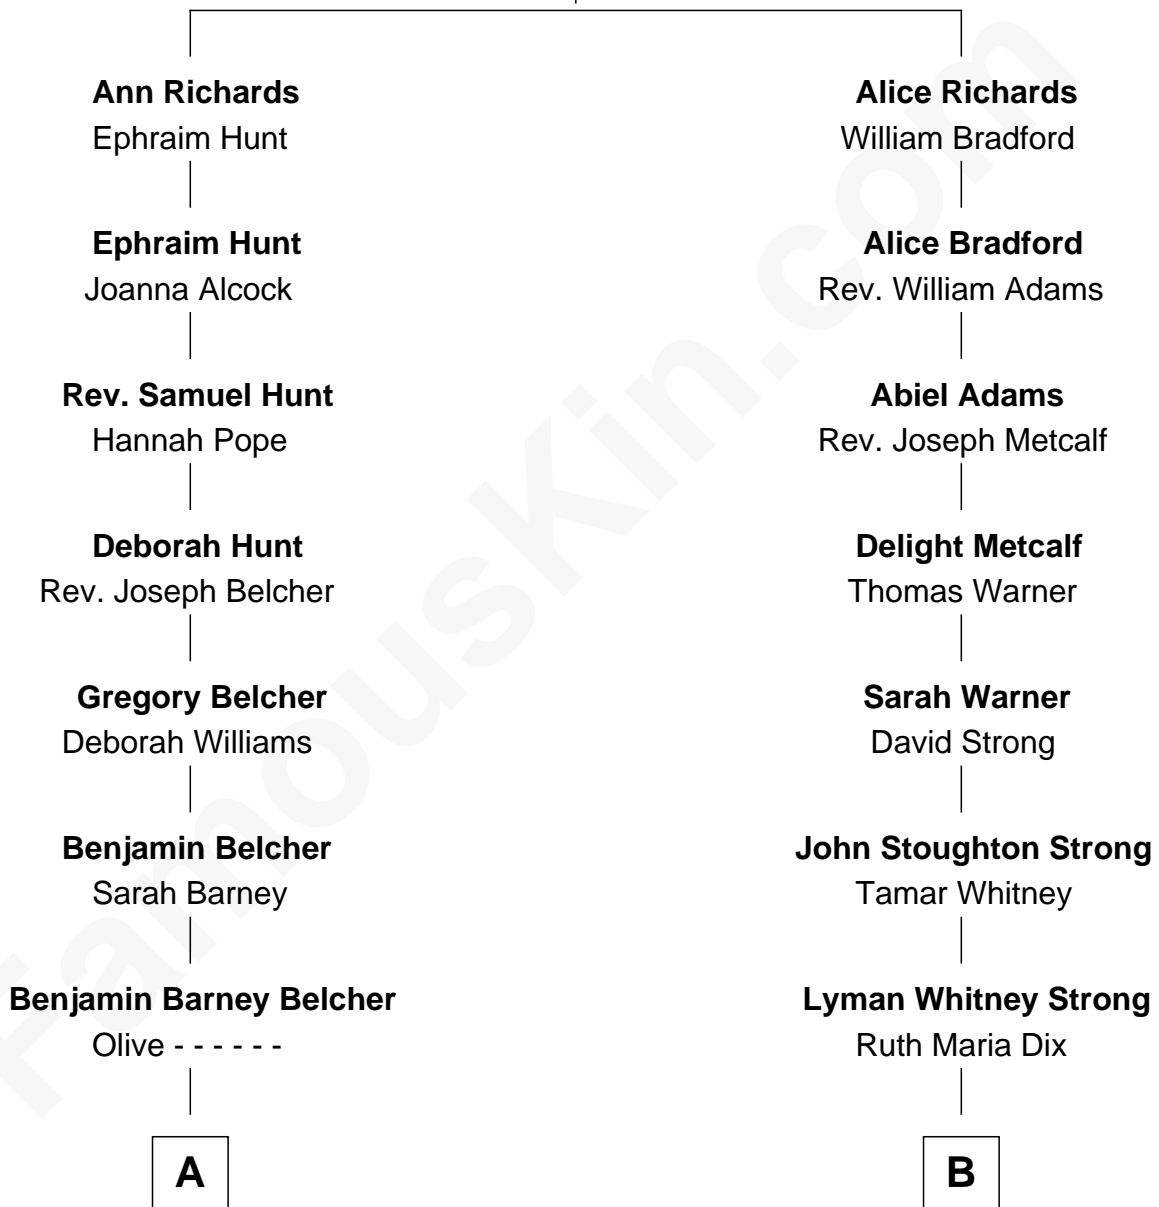 Ann Richards
Ephraim Hunt
Ephraim Hunt
Joanna Alcock
Rev. Samuel Hunt
Hannah Pope
Deborah Hunt
Rev. Joseph Belcher
Gregory Belcher
Deborah Williams
Benjamin Belcher
Sarah Barney
Benjamin Barney Belcher
Olive - - - - - -
A
Alice Richards
William Bradford
Alice Bradford
Rev. William Adams
Abiel Adams
Rev. Joseph Metcalf
Delight Metcalf
Thomas Warner
Sarah Warner
David Strong
John Stoughton Strong
Tamar Whitney
Lyman Whitney Strong
Ruth Maria Dix
B
FamousKin.com